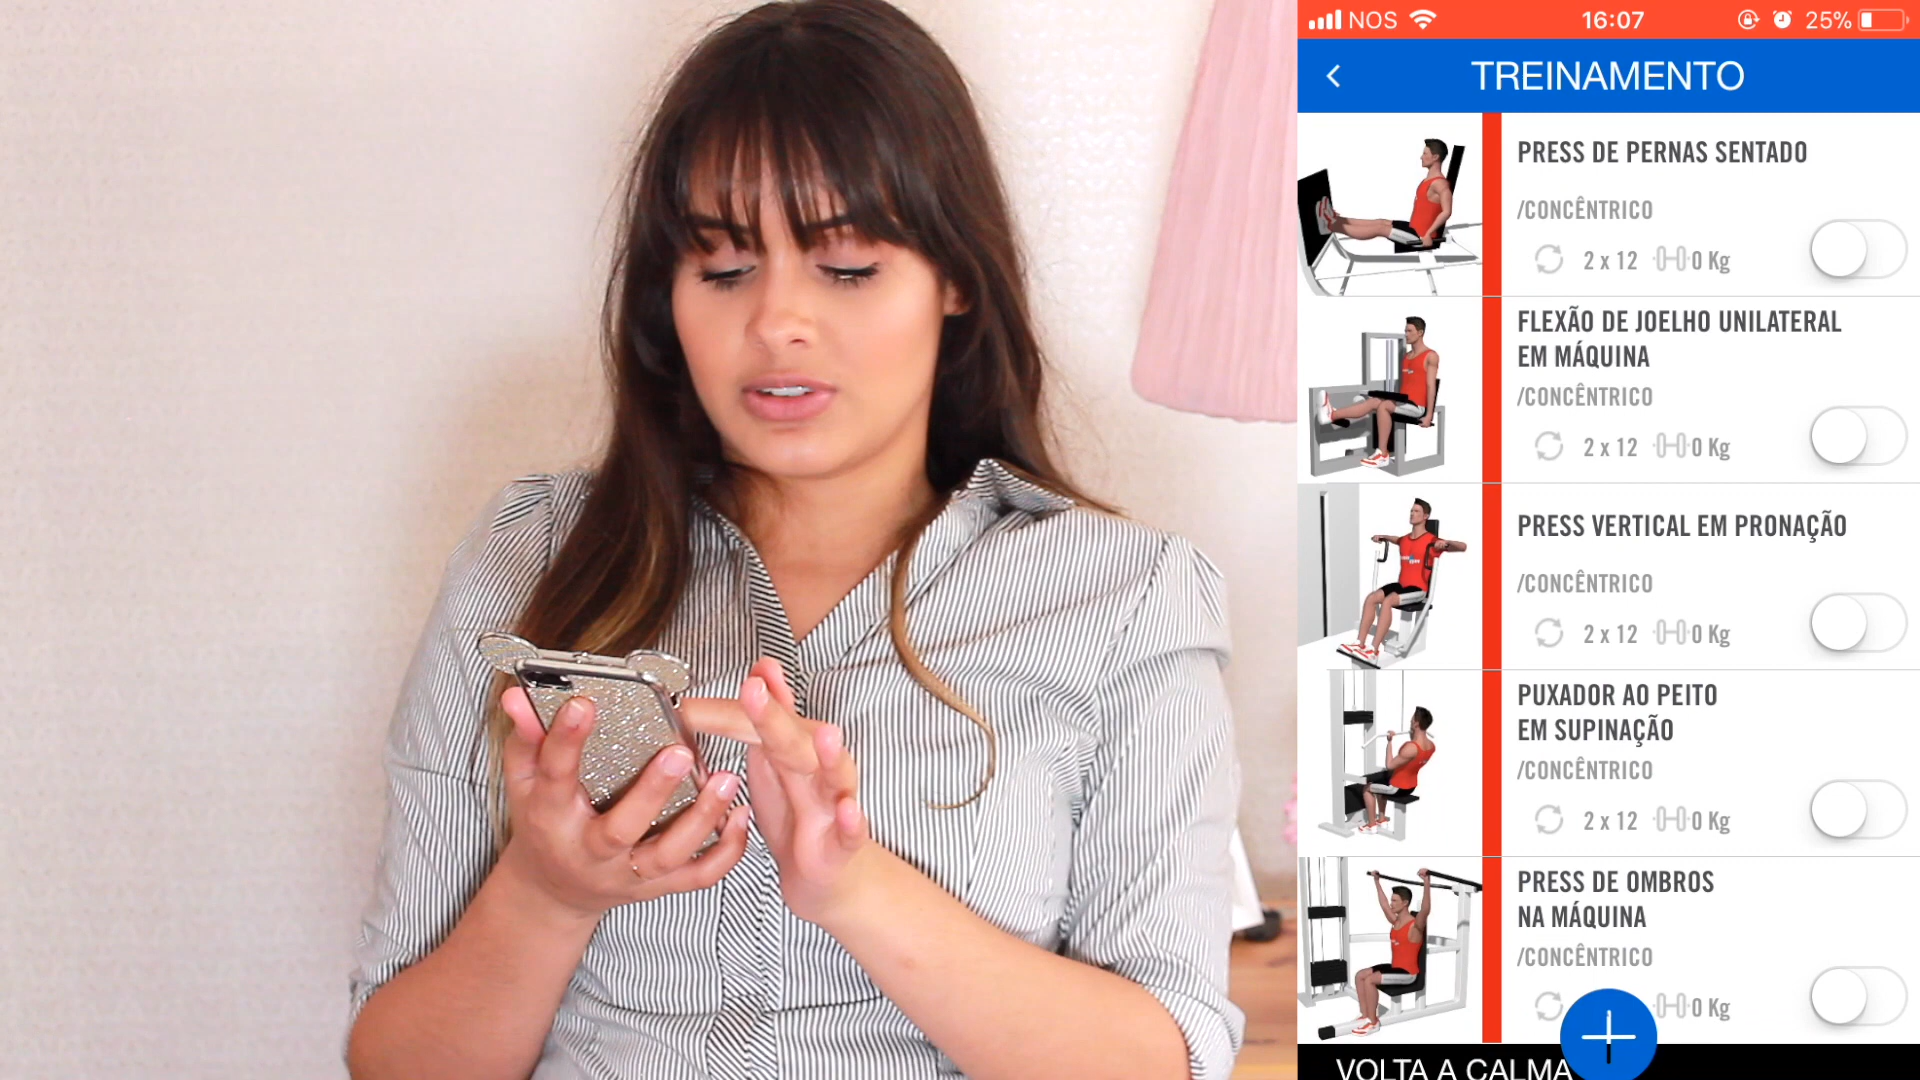 NOS 16:07 25%
TREINAMENTO
PRESS DE PERNAS SENTADO
/CONCÊNTRICO
2 x 12 0 Kg
FLEXÃO DE JOELHO UNILATERAL
EM MÁQUINA
/CONCÊNTRICO
2 x 12 0 Kg
PRESS VERTICAL EM PRONAÇÃO
/CONCÊNTRICO
2 x 12 0 Kg
PUXADOR AO PEITO
EM SUPINAÇÃO
/CONCÊNTRICO
2 x 12 0 Kg
PRESS DE OMBROS
NA MÁQUINA
/CONCÊNTRICO
0 Kg
VOLTA A CALMA